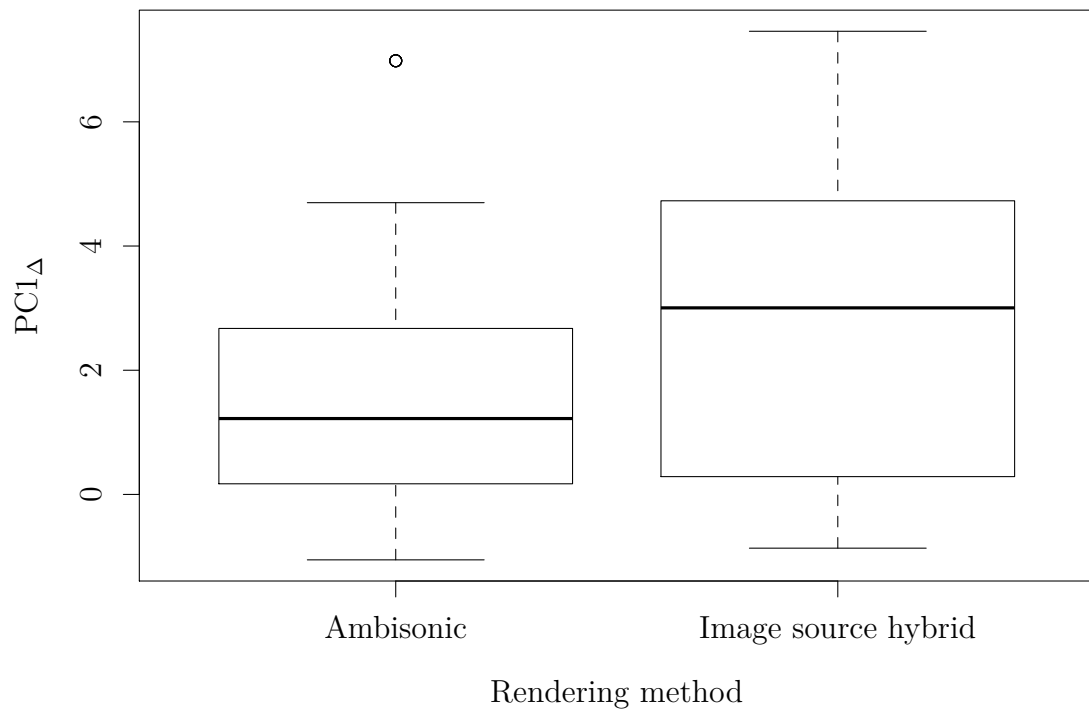 PC1Δ
6
4
2
0
Ambisonic
Image source hybrid
Rendering method